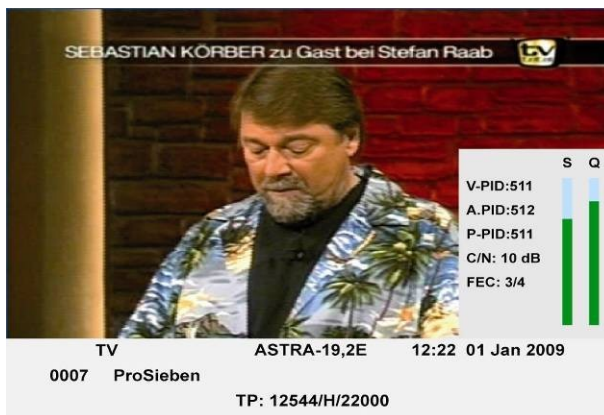 SEBASTIAN KÖRBER zu Gast bei Stefan Raab tv
S Q
V-PID:511
A.PID:512
P-PID:511
C/N: 10 dB
FEC: 3/4
TV ASTRA-19,2E 12:22 01 Jan 2009
0007 ProSieben
TP: 12544/H/22000